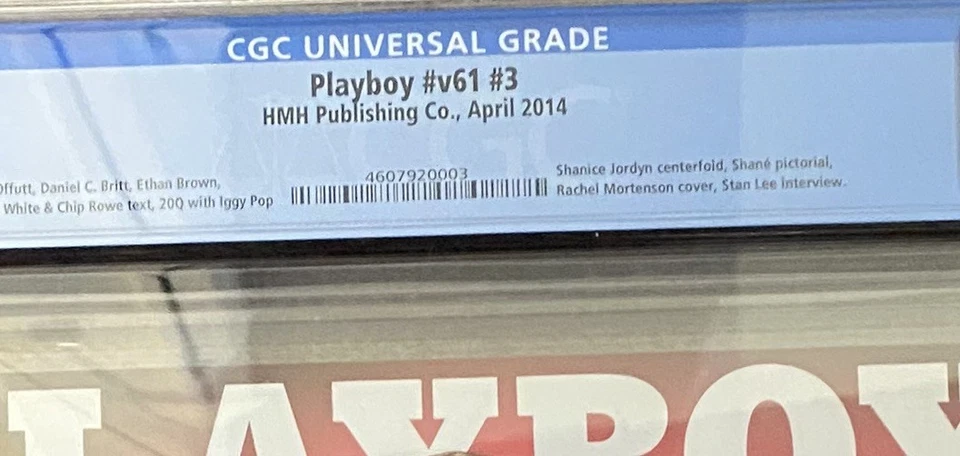 CGC UNIVERSAL GRADE
Playboy #v61 #3
HMH Publishing Co., April 2014
Offutt, Daniel C. Britt, Ethan Brown,
White & Chip Rowe text, 20Q with Iggy Pop
4607920003
Shanice Jordyn centerfold, Shané pictorial,
Rachel Mortenson cover, Stan Lee interview.
LAYBOY